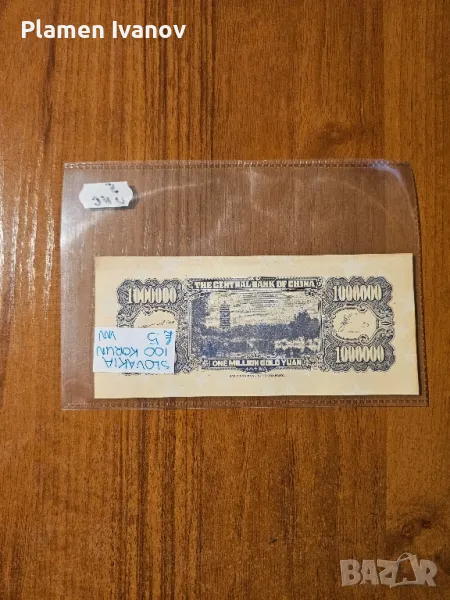 Plamen Ivanov
THE CENTRAL BANK OF CHINA
1000000
1000000
1000000
ONE MILLION GOLD YUAN
SLOVAKIA
100 KORUN
£5
BAZAR